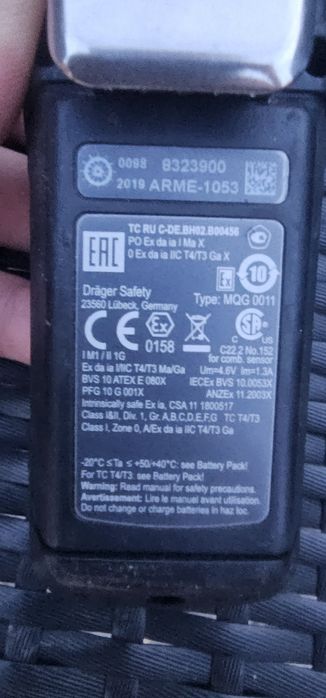 0098 8323900
2019 ARME-1053
TC RU C-DE.BH02.B00456
PO Ex da ia I Ma X
0 Ex da ia IIC T4/T3 Ga X
EAC
Ex
10
Dräger Safety
23560 Lübeck, Germany
Type: MQG 0011
CE Ex 0158
C US
C22.2 No.152
for comb. sensor
I M1 / II 1G
Ex da ia I/IIC T4/T3 Ma/Ga Um=4.6V Im=1.3A
BVS 10 ATEX E 080X IECEx BVS 10.0053X
PFG 10 G 001X ANZEx 11.2003X
Intrinsically safe Ex ia, CSA 11 1800517
Class I&II, Div. 1, Gr. A,B,C,D,E,F,G TC T4/T3
Class I, Zone 0, A/Ex da ia IIC T4/T3 Ga
-20°C ≤Ta ≤ +50/+40°C: see Battery Pack!
For TC T4/T3: see Battery Pack!
Warning: Read manual for safety precautions.
Avertissement: Lire le manuel avant utilisation.
Do not change or charge batteries in haz loc.